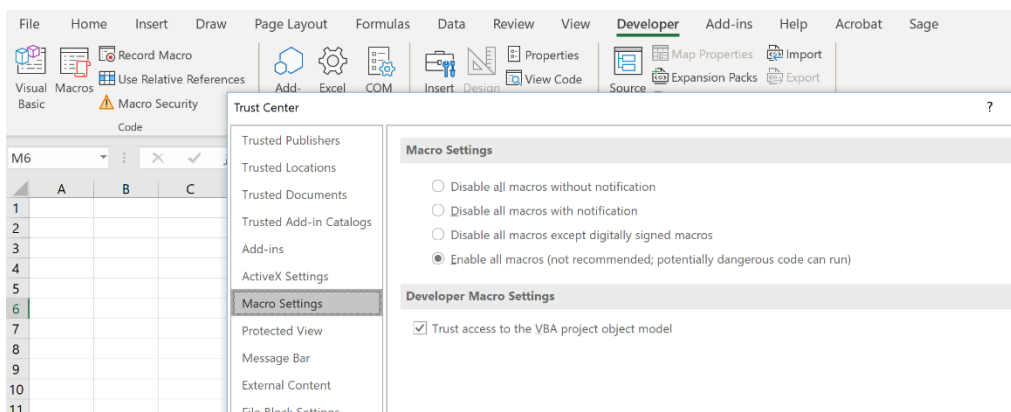 File Home Insert Draw Page Layout Formulas Data Review View Developer Add-ins Help Acrobat Sage
Visual Basic
Macros
Record Macro
Use Relative References
Macro Security
Code
Add-
Excel
COM
Insert
Design
Properties
View Code
Source
Map Properties
Expansion Packs
Import
Export
Trust Center ?
M6
A B C
1
2
3
4
5
6
7
8
9
10
11
Trusted Publishers
Trusted Locations
Trusted Documents
Trusted Add-in Catalogs
Add-ins
ActiveX Settings
Macro Settings
Protected View
Message Bar
External Content
File Block Settings
Macro Settings
Disable all macros without notification
Disable all macros with notification
Disable all macros except digitally signed macros
Enable all macros (not recommended; potentially dangerous code can run)
Developer Macro Settings
Trust access to the VBA project object model